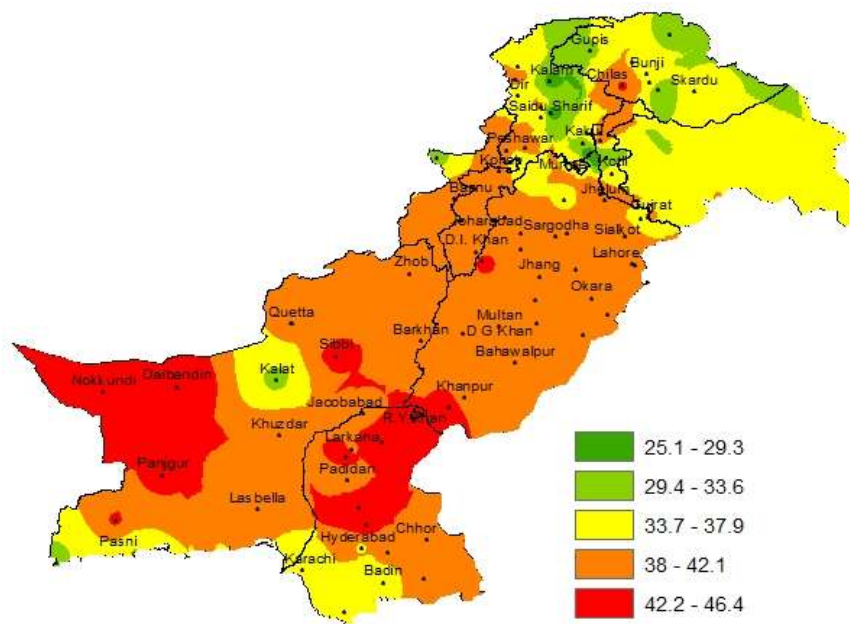 Gupis
Bunji
Kalam
Chilas
Skardu
Dir
Saidu Sharif
Peshawar
Kotli
Bannu
Jhelum
Gujrat
Sargodha
Sialkot
D.I. Khan
Zhob
Lahore
Jhang
Okara
Quetta
Multan
Barkhan
D G Khan
Sibbi
Bahawalpur
Kalat
Nokkundi
Dalbendin
Khanpur
Jacobabad
R.Y.Khan
Khuzdar
Larkana
Padidan
Panjgur
Lasbella
Pasni
Hyderabad
Chhor
Karachi
Badin
25.1 - 29.3
29.4 - 33.6
33.7 - 37.9
38 - 42.1
42.2 - 46.4